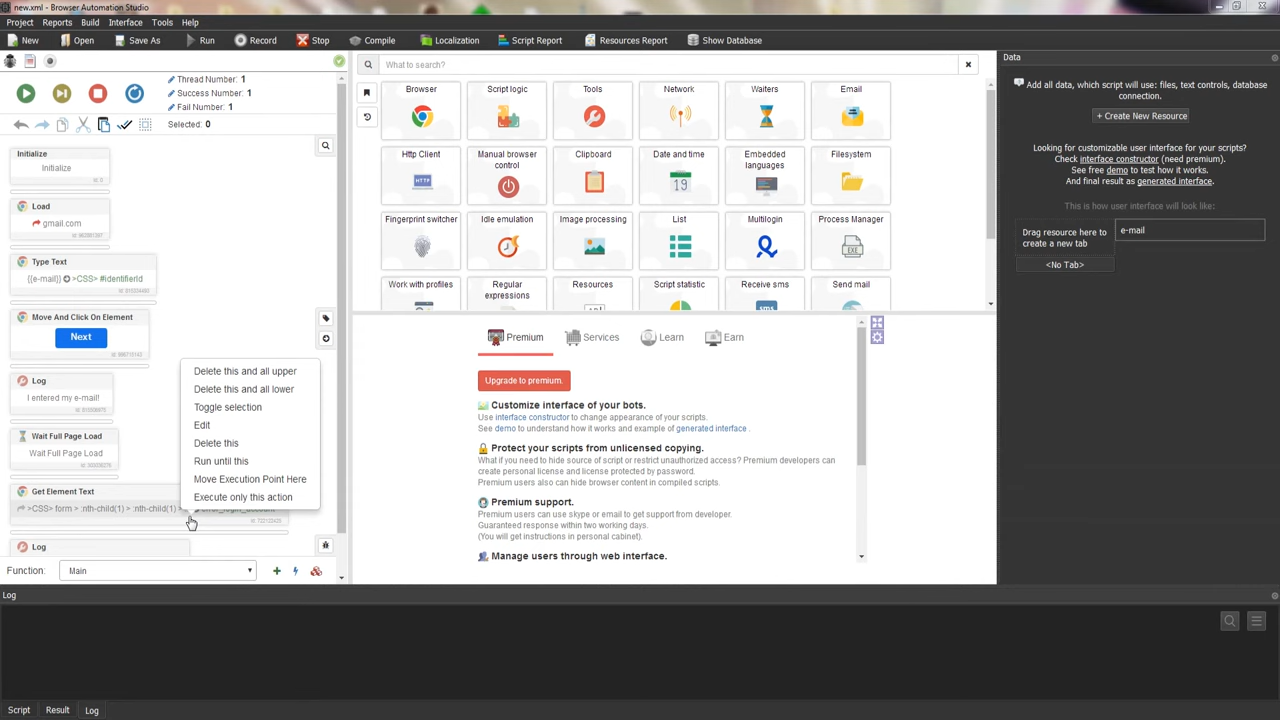 new.xml - Browser Automation Studio
Project Reports Build Interface Tools Help
New Open Save As Run Record Stop Compile Localization Script Report Resources Report Show Database
Thread Number: 1
Success Number: 1
Fail Number: 1
Selected: 0
Initialize
Initialize
Id: 0
Load
gmail.com
Type Text
{{e-mail}} >CSS> #identifierId
Move And Click On Element
Next
Log
I entered my e-mail!
Wait Full Page Load
Wait Full Page Load
Get Element Text
>CSS> form > :nth-child(1) > :nth-child(1) >
Log
Delete this and all upper
Delete this and all lower
Toggle selection
Edit
Delete this
Run until this
Move Execution Point Here
Execute only this action
Function: Main
What to search?
Browser
Script logic
Tools
Network
Waiters
Email
Http Client
Manual browser control
Clipboard
Date and time
Embedded languages
Filesystem
HTTP
19
Fingerprint switcher
Idle emulation
Image processing
List
Multilogin
Process Manager
EXE
Work with profiles
Regular expressions
Resources
Script statistic
Receive sms
Send mail
Premium Services Learn Earn
Upgrade to premium.
Customize interface of your bots.
Use interface constructor to change appearance of your scripts.
See demo to understand how it works and example of generated interface .
Protect your scripts from unlicensed copying.
What if you need to hide source of script or restrict unauthorized access? Premium developers can
create personal license and license protected by password.
Premium users also can hide browser content in compiled scripts.
Premium support.
Premium users can use skype or email to get support from developer.
Guaranteed response within two working days.
(You will get instructions in personal cabinet).
Manage users through web interface.
Data
Add all data, which script will use: files, text controls, database
connection.
+ Create New Resource
Looking for customizable user interface for your scripts?
Check interface constructor (need premium).
See free demo to test how it works.
And final result as generated interface.
This is how user interface will look like:
Drag resource here to
create a new tab
<No Tab>
e-mail
Log
Script Result Log